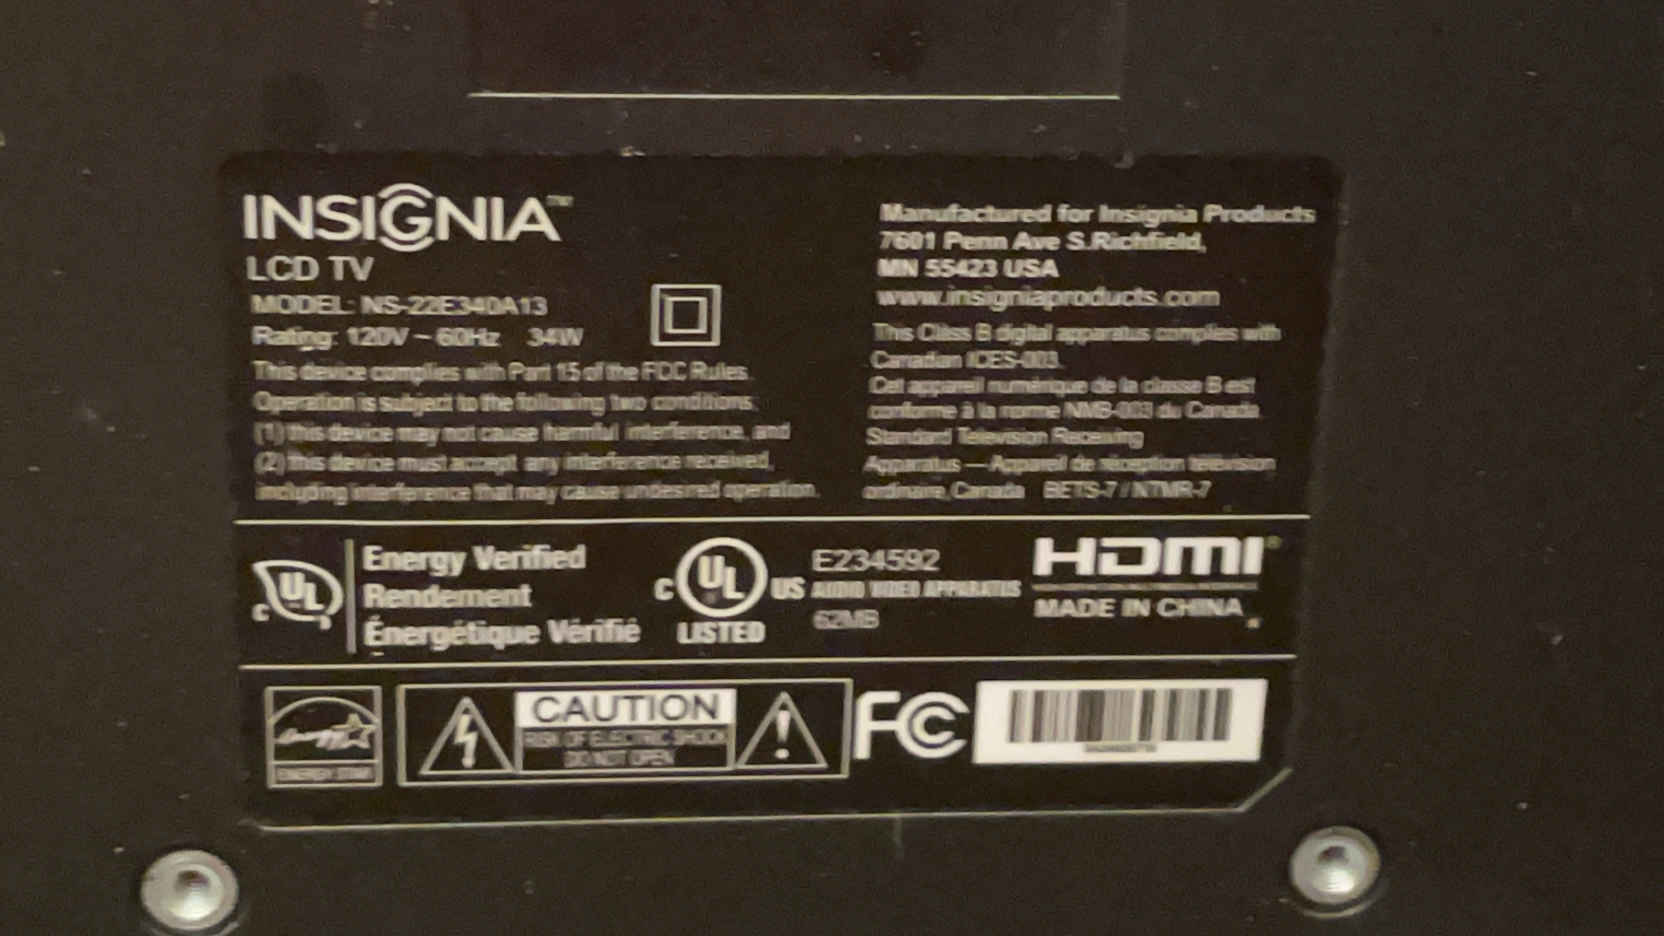 INSIGNIA™
LCD TV
MODEL: NS-22E340A13
Rating: 120V ~ 60Hz 34W
This device complies with Part 15 of the FCC Rules.
Operation is subject to the following two conditions:
(1) this device may not cause harmful interference, and
(2) this device must accept any interference received,
including interference that may cause undesired operation.
Manufactured for Insignia Products
7601 Penn Ave S.Richfield,
MN 55423 USA
www.insigniaproducts.com
This Class B digital apparatus complies with
Canadian ICES-003.
Cet appareil numérique de la classe B est
conforme à la norme NMB-003 du Canada.
Standard Television Receiving
Apparatus — Appareil de réception télévision
ordinaire, Canada BETS-7 / NTMR-7
C UL
Energy Verified
Rendement
Énergétique Vérifié
C UL US
LISTED
E234592
AUDIO VIDEO APPARATUS
62MB
HDMI
MADE IN CHINA
energy
ENERGY STAR
CAUTION
RISK OF ELECTRIC SHOCK
DO NOT OPEN
FC